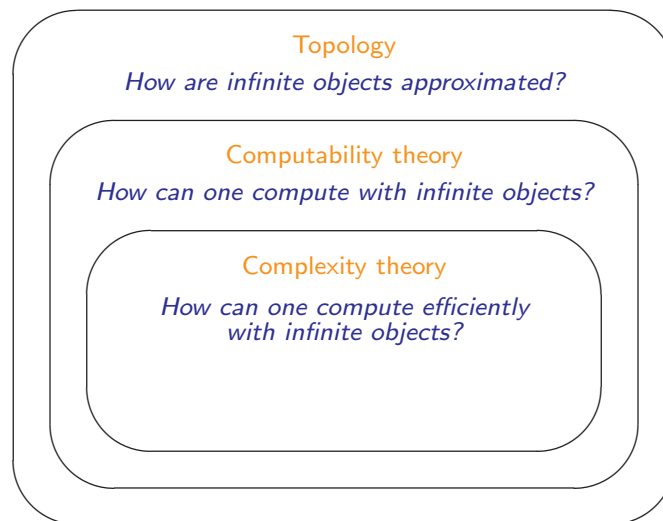 Topology
How are infinite objects approximated?
Computability theory
How can one compute with infinite objects?
Complexity theory
How can one compute efficiently
with infinite objects?